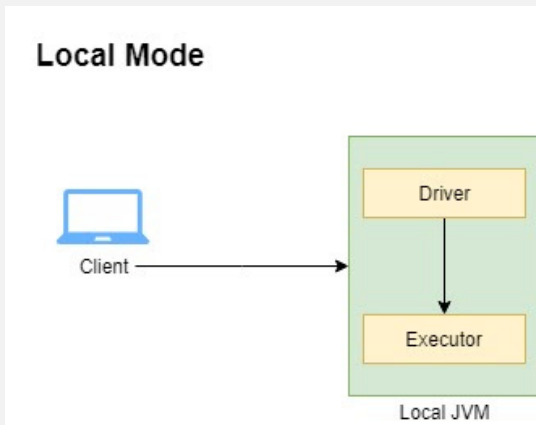 Local Mode
Driver
Client
Executor
Local JVM